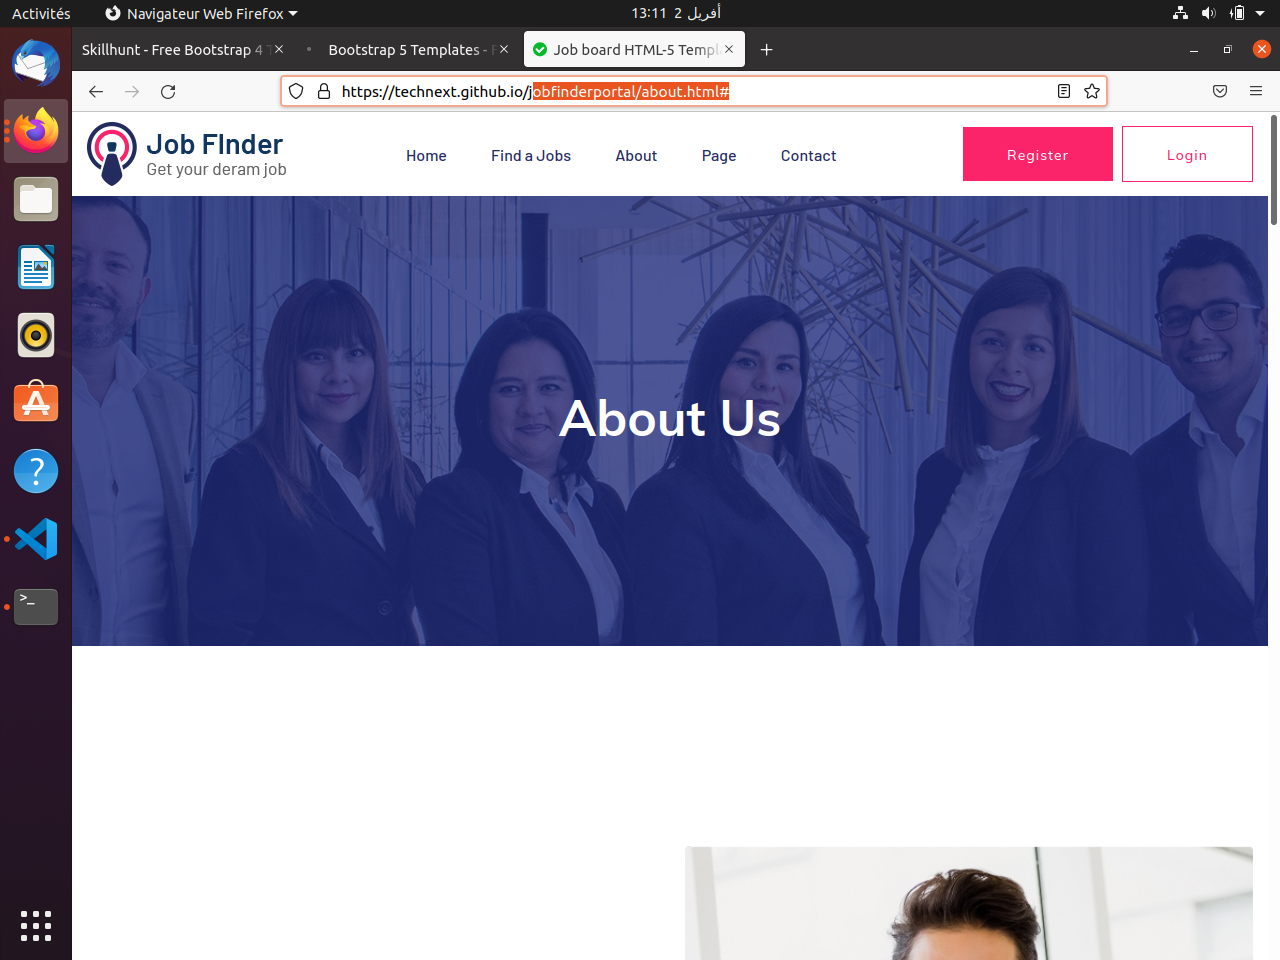 Activités
Navigateur Web Firefox
13:11 2 أفريل
Skillhunt - Free Bootstrap 4 T
Bootstrap 5 Templates - F
Job board HTML-5 Templ
https://technext.github.io/jobfinderportal/about.html#
Job FInder
Get your deram job
Home
Find a Jobs
About
Page
Contact
Register
Login
About Us